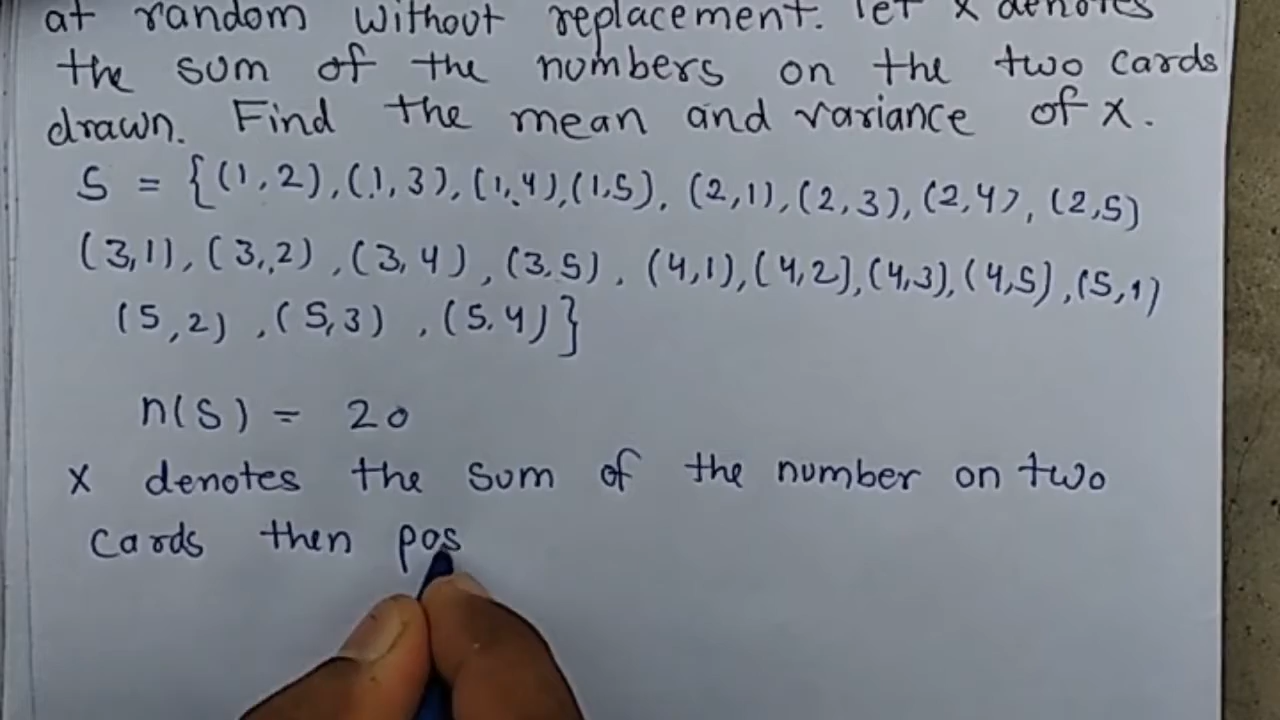 at random without replacement. let x denotes
the sum of the numbers on the two cards
drawn. Find the mean and variance of x.
S = {(1,2),(1,3),(1,4),(1,5),(2,1),(2,3),(2,4),(2,5)
(3,1),(3,2),(3,4),(3,5),(4,1),(4,2],(4,3),(4,5),(5,1)
(5,2),(5,3),(5,4)}
n(S) = 20
x denotes the sum of the number on two
cards then pos